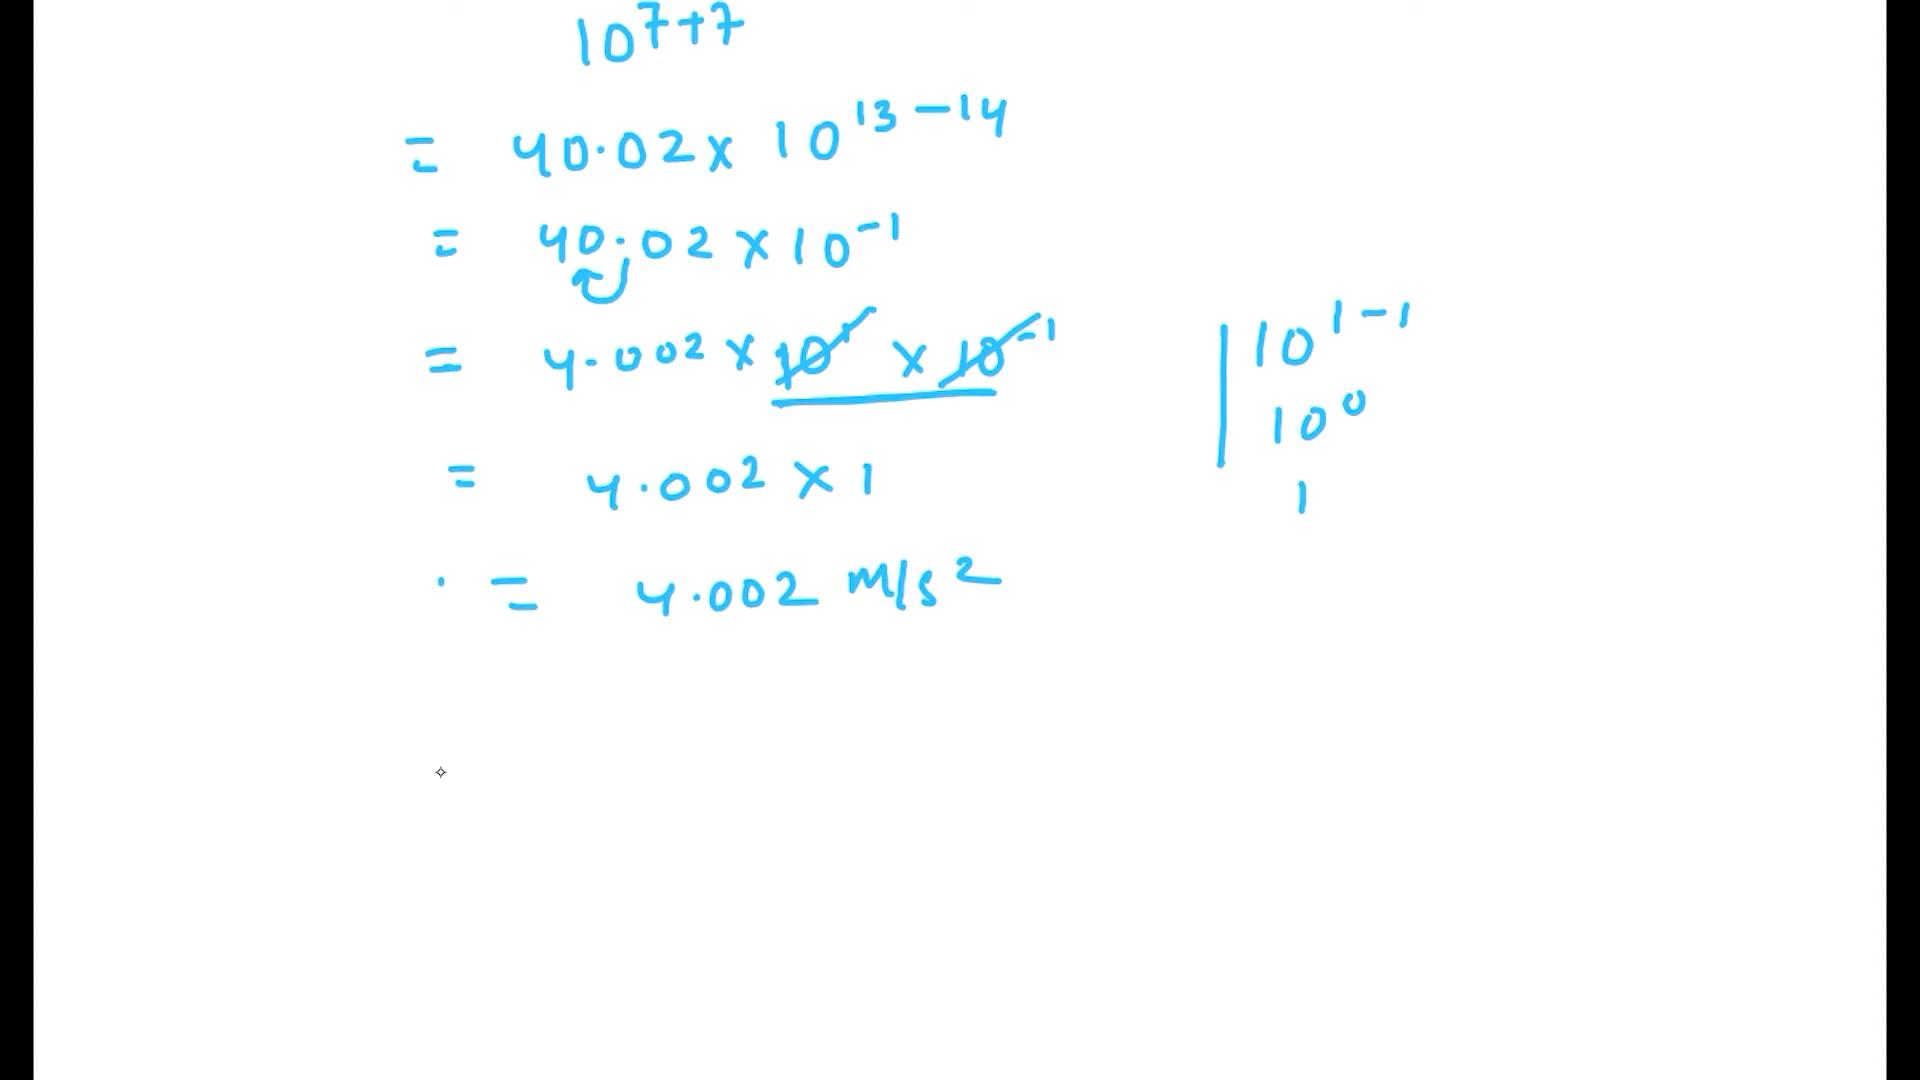 10⁷⁺⁷
= 40.02 x 10¹³⁻¹⁴
= 40.02 x 10⁻¹
= 4.002 x 10¹ x 10⁻¹
= 4.002 x 1
= 4.002 m/s²
10¹⁻¹
10⁰
1